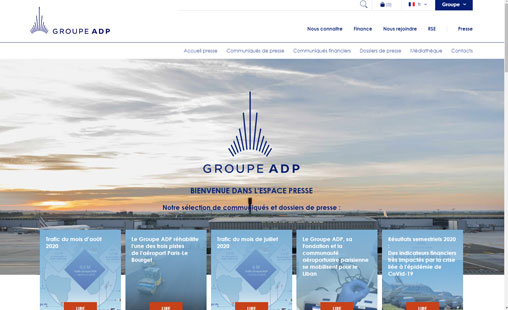 GROUPE ADP
(0)
fr
Groupe
Nous connaitre
Finance
Nous rejoindre
RSE
Presse
Accueil presse
Communiqués de presse
Communiqués financiers
Dossiers de presse
Médiathèque
Contacts
GROUPE ADP
BIENVENUE DANS L'ESPACE PRESSE
Notre sélection de communiqués et dossiers de presse :
Trafic du mois d'août
2020
LIRE
Le Groupe ADP réhabilite
l'une des trois pistes
de l'aéroport Paris-Le
Bourget
LIRE
Trafic du mois de juillet
2020
LIRE
Le Groupe ADP, sa
Fondation et la
communauté
aéroportuaire parisienne
se mobilisent pour le
Liban
LIRE
Résultats semestriels 2020
Des indicateurs financiers
très impactés par la crise
liée à l'épidémie de
CoVid-19
LIRE